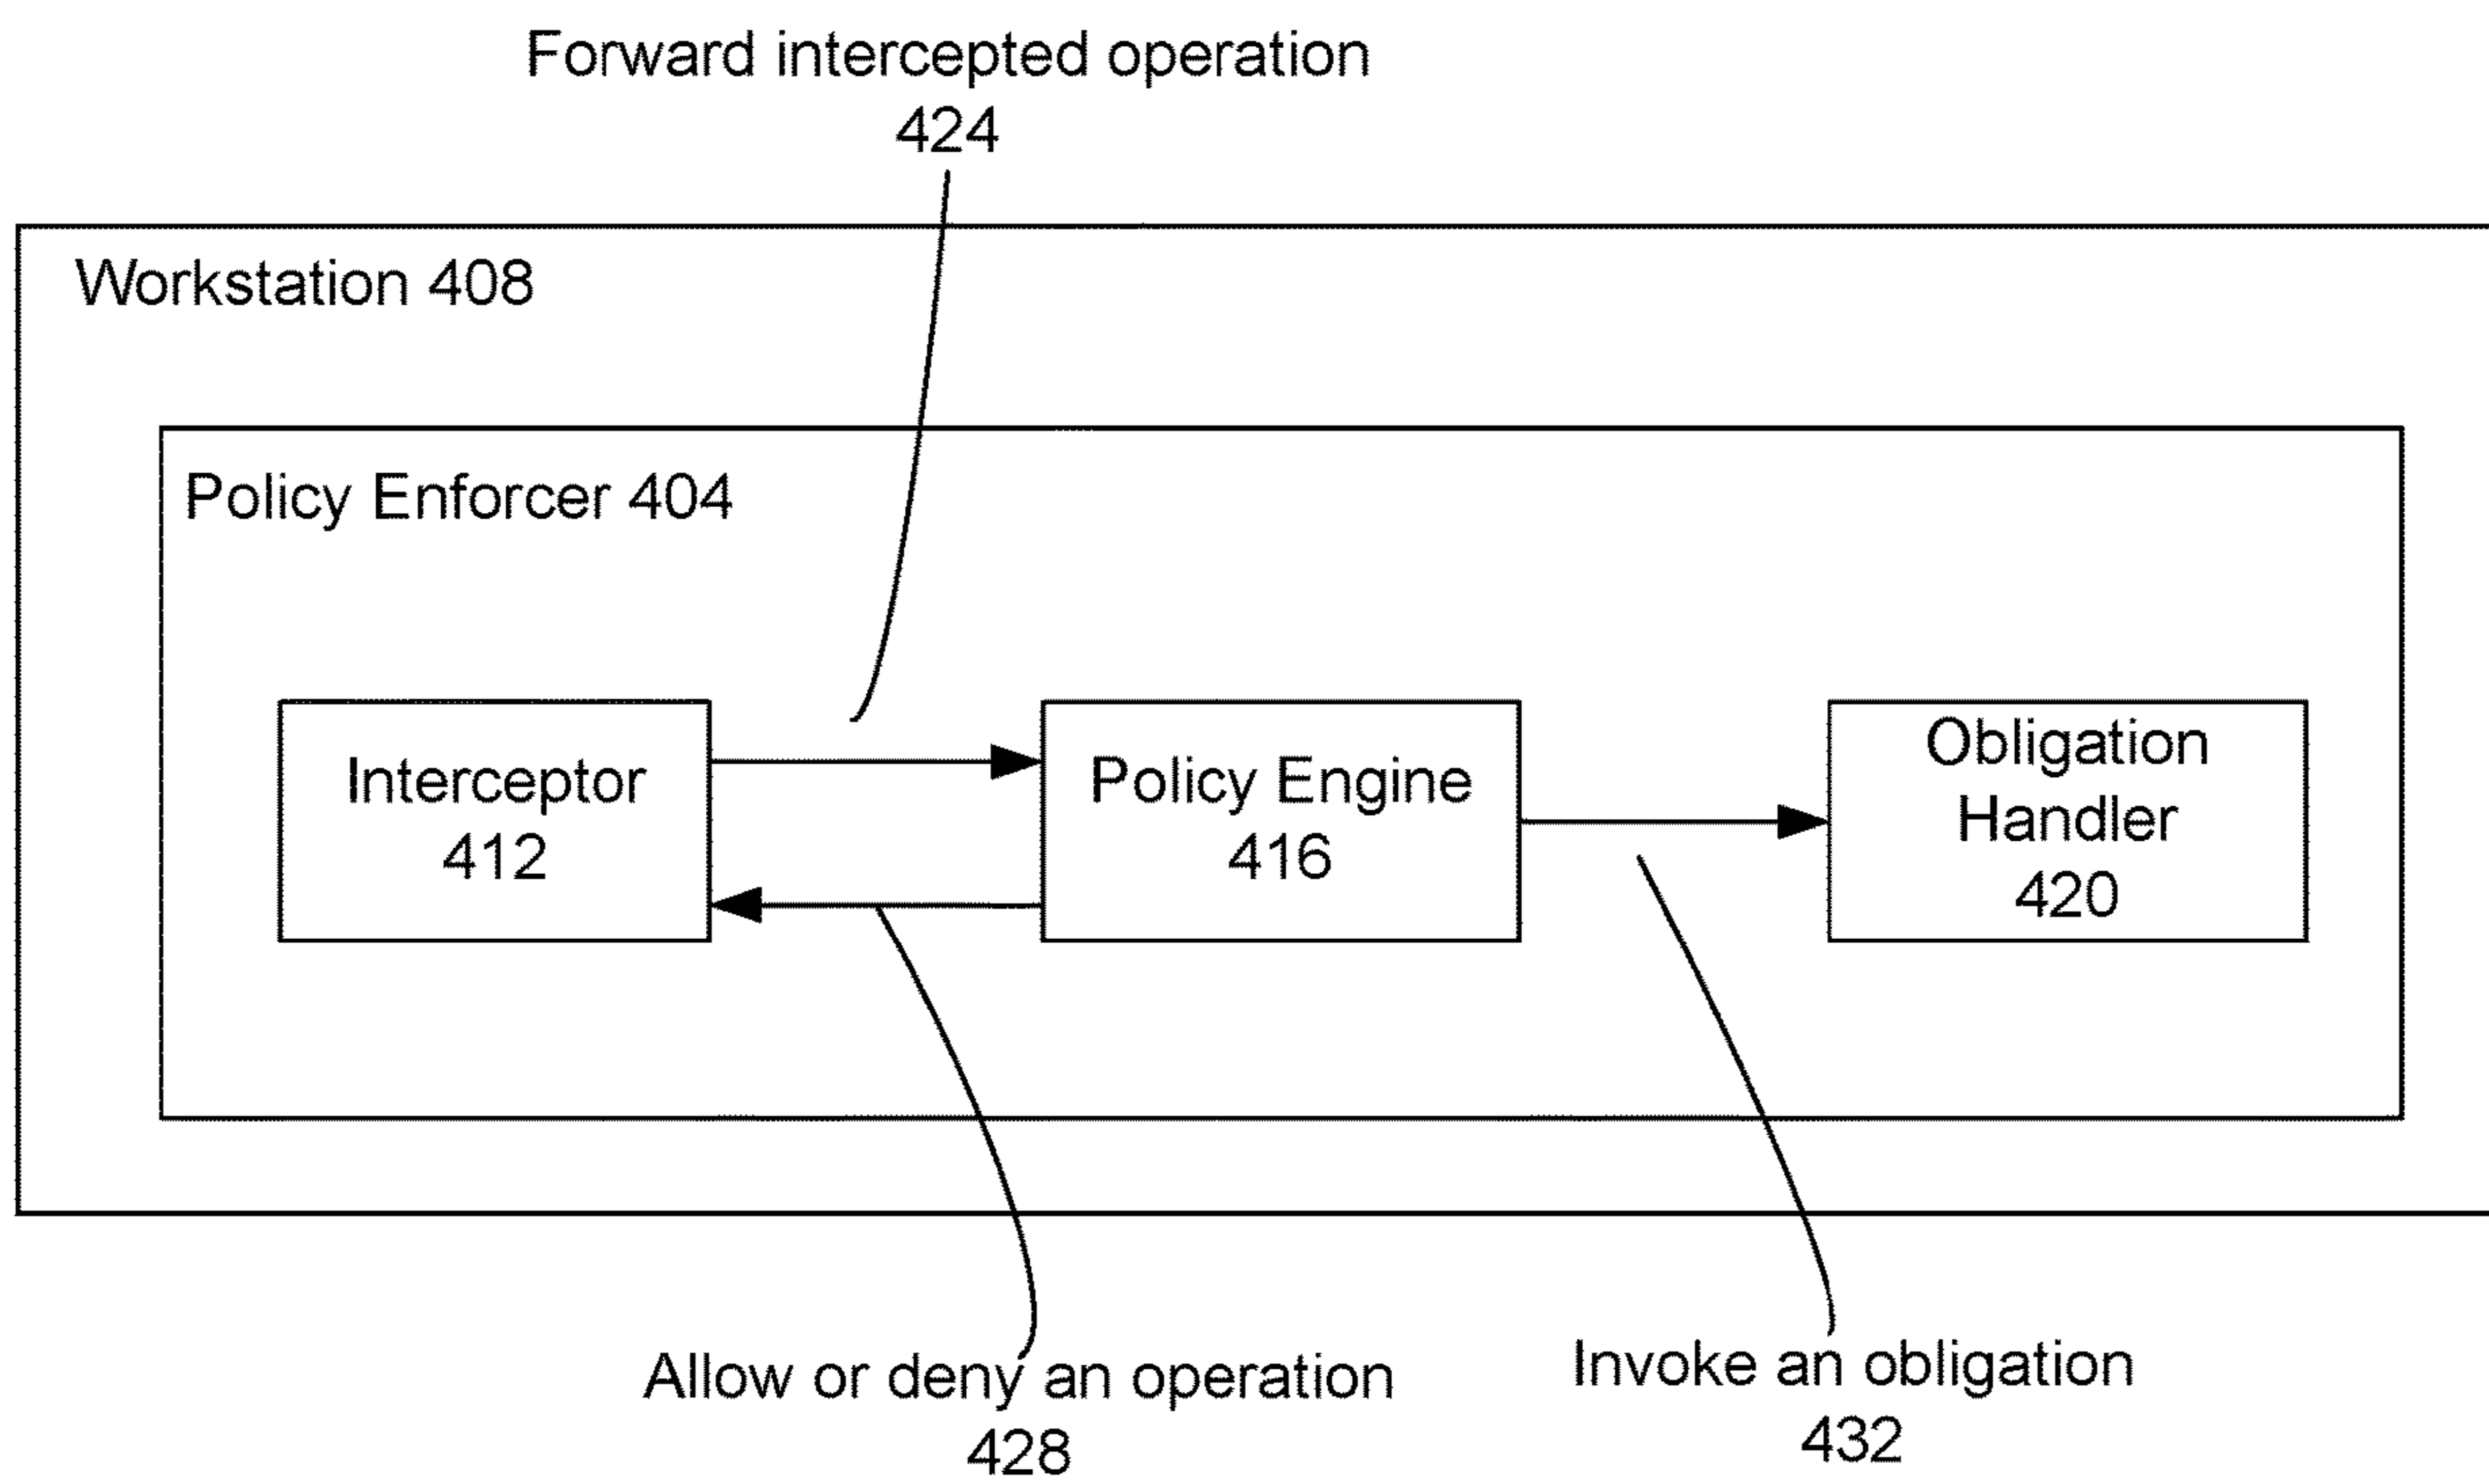 Forward intercepted operation
424
Workstation 408
Policy Enforcer 404
Interceptor
412
Policy Engine
416
Obligation
Handler
420
Allow or deny an operation
428
Invoke an obligation
432